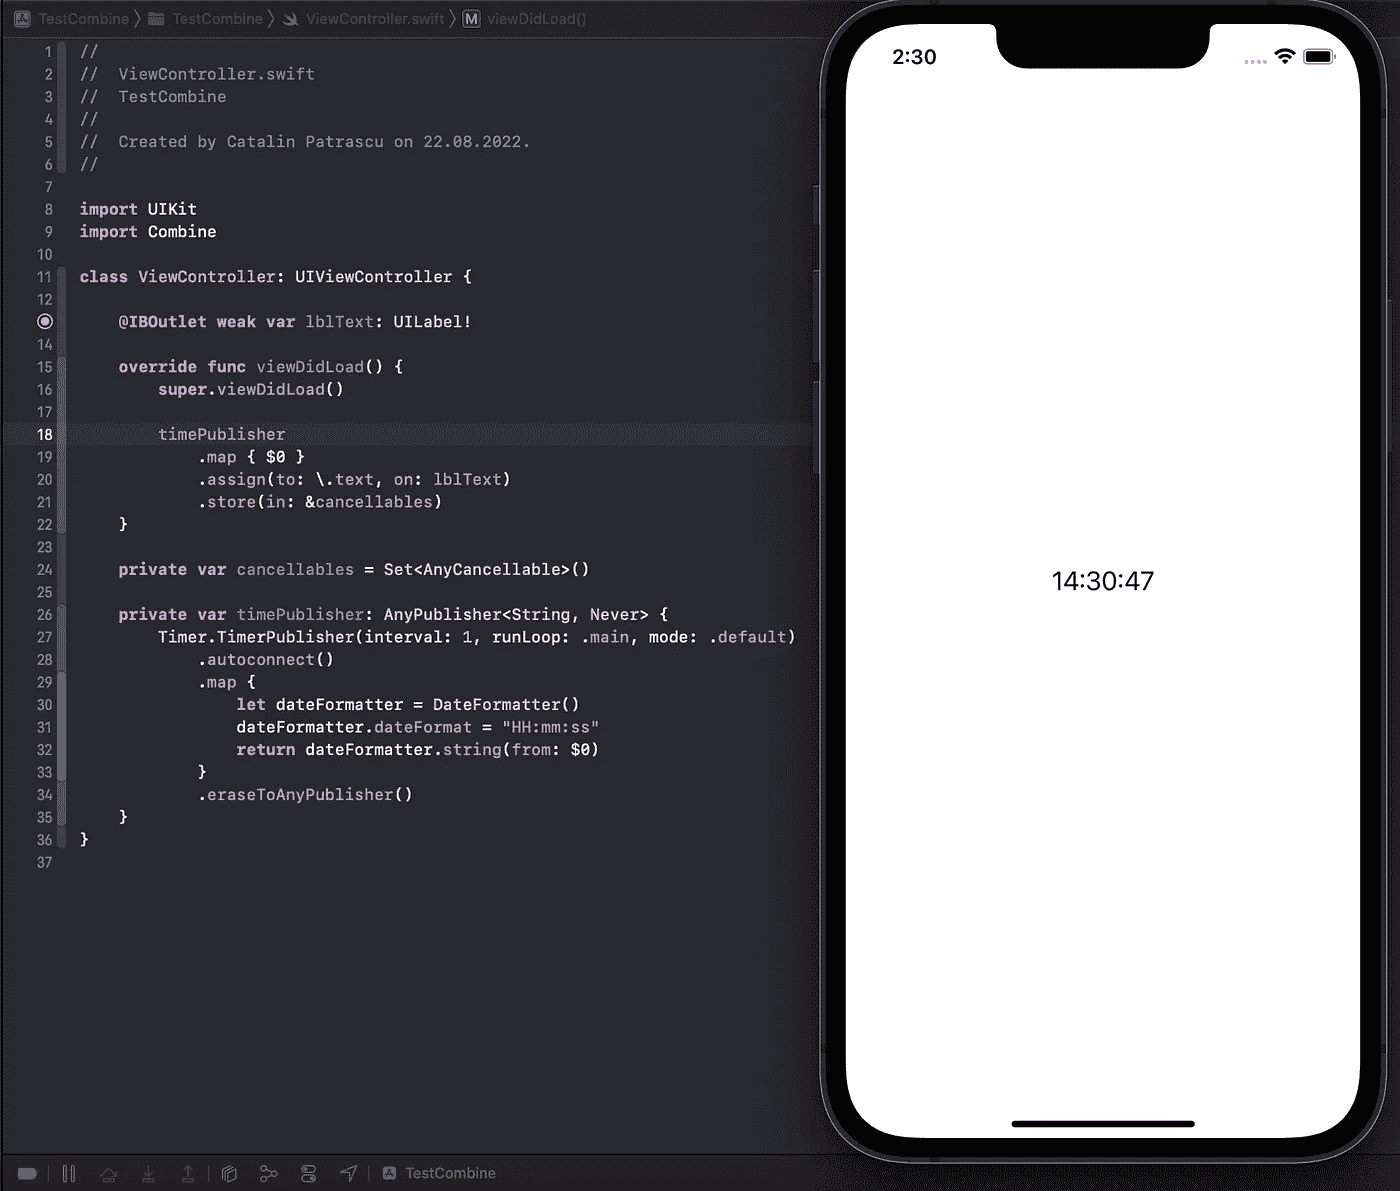 TestCombine 〉 TestCombine 〉 ViewController.swift 〉 M viewDidLoad()
1 //
2 //  ViewController.swift
3 //  TestCombine
4 //
5 //  Created by Catalin Patrascu on 22.08.2022.
6 //
7
8 import UIKit
9 import Combine
10
11 class ViewController: UIViewController {
12
@IBOutlet weak var lblText: UILabel!
14
15     override func viewDidLoad() {
16         super.viewDidLoad()
17
18         timePublisher
19             .map { $0 }
20             .assign(to: \.text, on: lblText)
21             .store(in: &cancellables)
22     }
23
24     private var cancellables = Set<AnyCancellable>()
25
26     private var timePublisher: AnyPublisher<String, Never> {
27         Timer.TimerPublisher(interval: 1, runLoop: .main, mode: .default)
28             .autoconnect()
29             .map {
30                 let dateFormatter = DateFormatter()
31                 dateFormatter.dateFormat = "HH:mm:ss"
32                 return dateFormatter.string(from: $0)
33             }
34             .eraseToAnyPublisher()
35     }
36 }
37
TestCombine
2:30
14:30:47